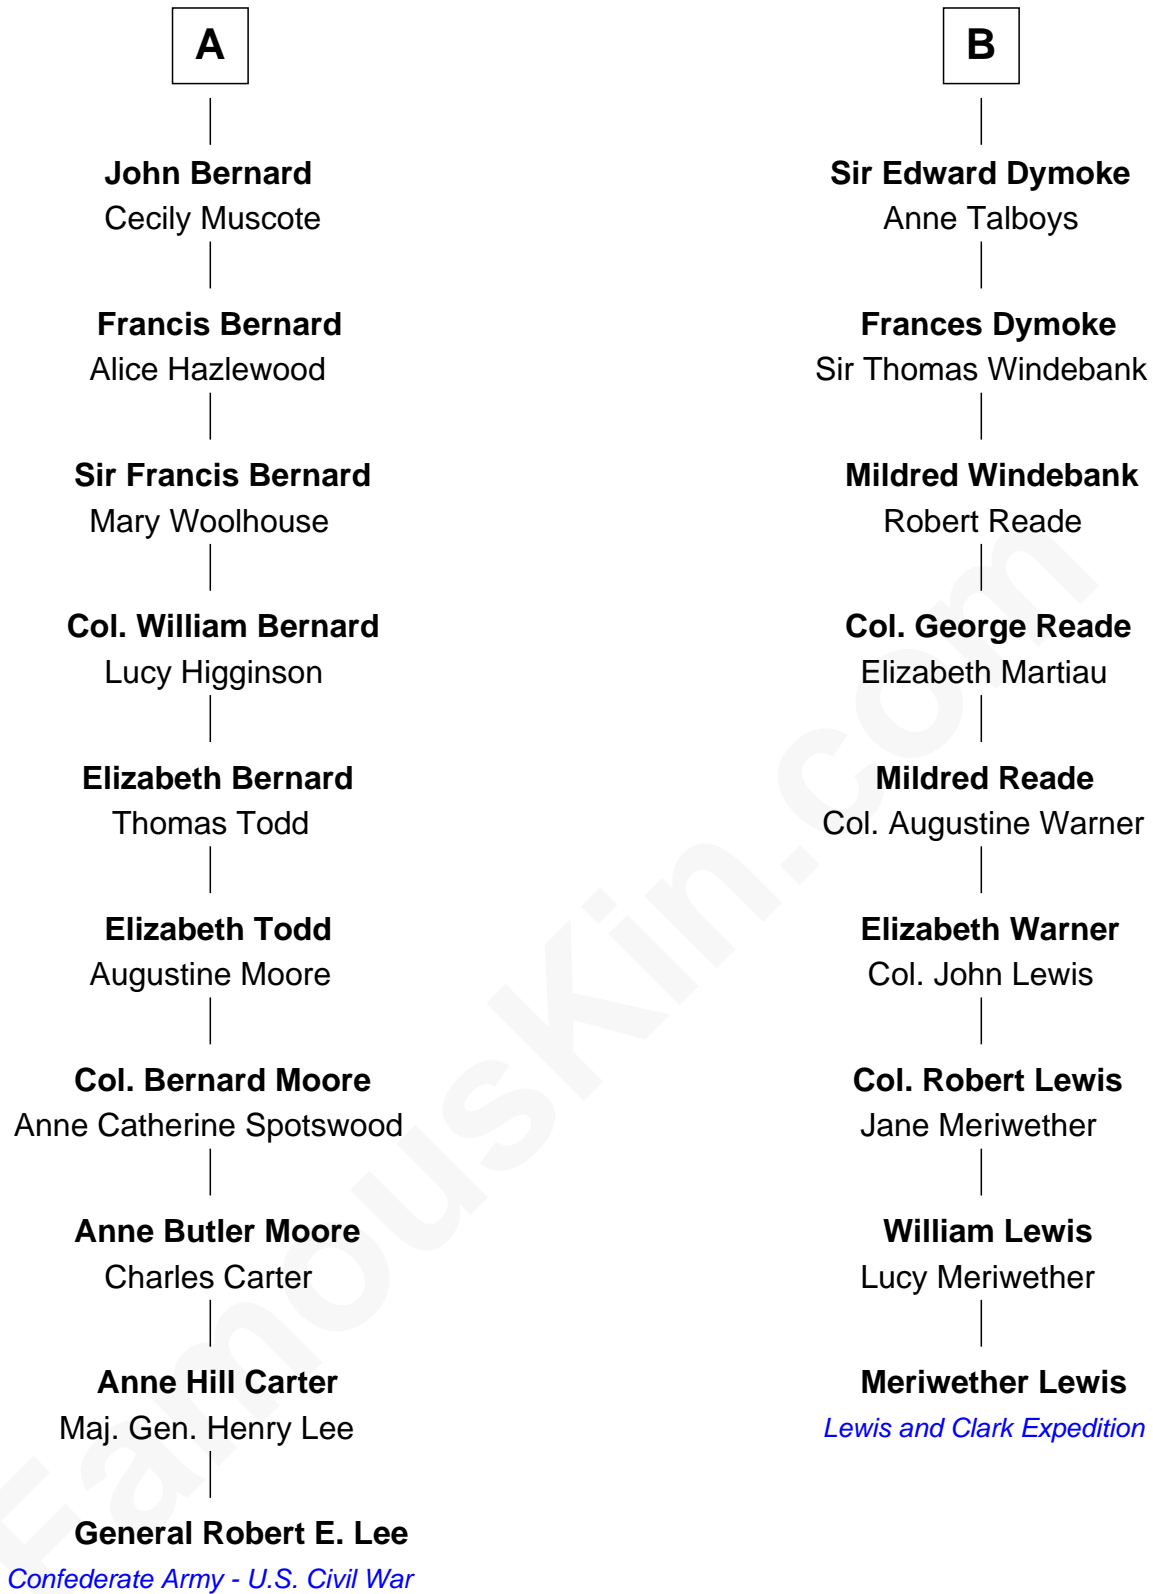 A
John Bernard
Cecily Muscote
Francis Bernard
Alice Hazlewood
Sir Francis Bernard
Mary Woolhouse
Col. William Bernard
Lucy Higginson
Elizabeth Bernard
Thomas Todd
Elizabeth Todd
Augustine Moore
Col. Bernard Moore
Anne Catherine Spotswood
Anne Butler Moore
Charles Carter
Anne Hill Carter
Maj. Gen. Henry Lee
General Robert E. Lee
Confederate Army - U.S. Civil War
B
Sir Edward Dymoke
Anne Talboys
Frances Dymoke
Sir Thomas Windebank
Mildred Windebank
Robert Reade
Col. George Reade
Elizabeth Martiau
Mildred Reade
Col. Augustine Warner
Elizabeth Warner
Col. John Lewis
Col. Robert Lewis
Jane Meriwether
William Lewis
Lucy Meriwether
Meriwether Lewis
Lewis and Clark Expedition
FamousKin.com